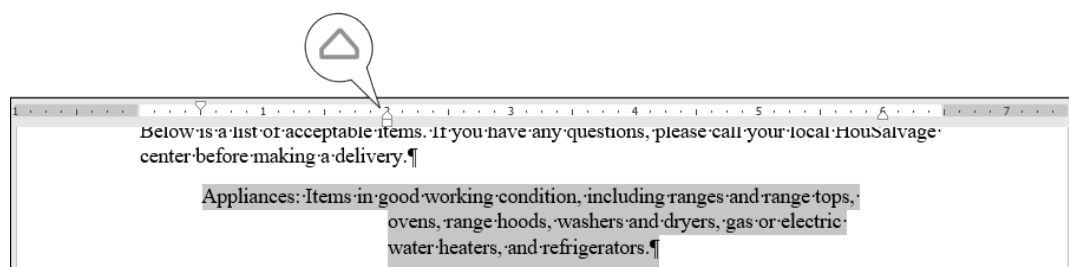 1 1 2 3 4 5 6 7
Below·is·a·list·of·acceptable·items.·If·you·have·any·questions,·please·call·your·local·HouSalvage·
center·before·making·a·delivery.¶
Appliances:·Items·in·good·working·condition,·including·ranges·and·range·tops,·
ovens,·range·hoods,·washers·and·dryers,·gas·or·electric·
water·heaters,·and·refrigerators.¶